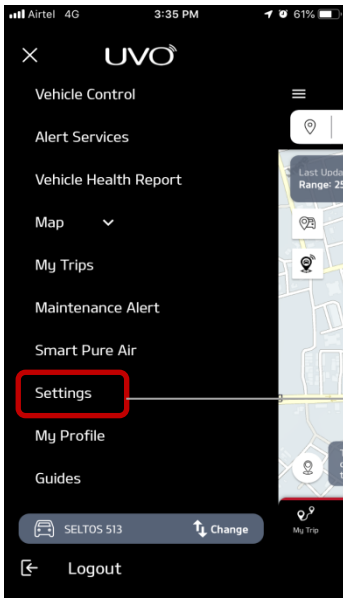 Airtel 4G 3:35 PM 61%
UVO
Vehicle Control
Alert Services
Vehicle Health Report
Last Upda
Range: 25
Map
My Trips
Maintenance Alert
Smart Pure Air
Settings
My Profile
Guides
SELTOS 513 Change
My Trip
Logout